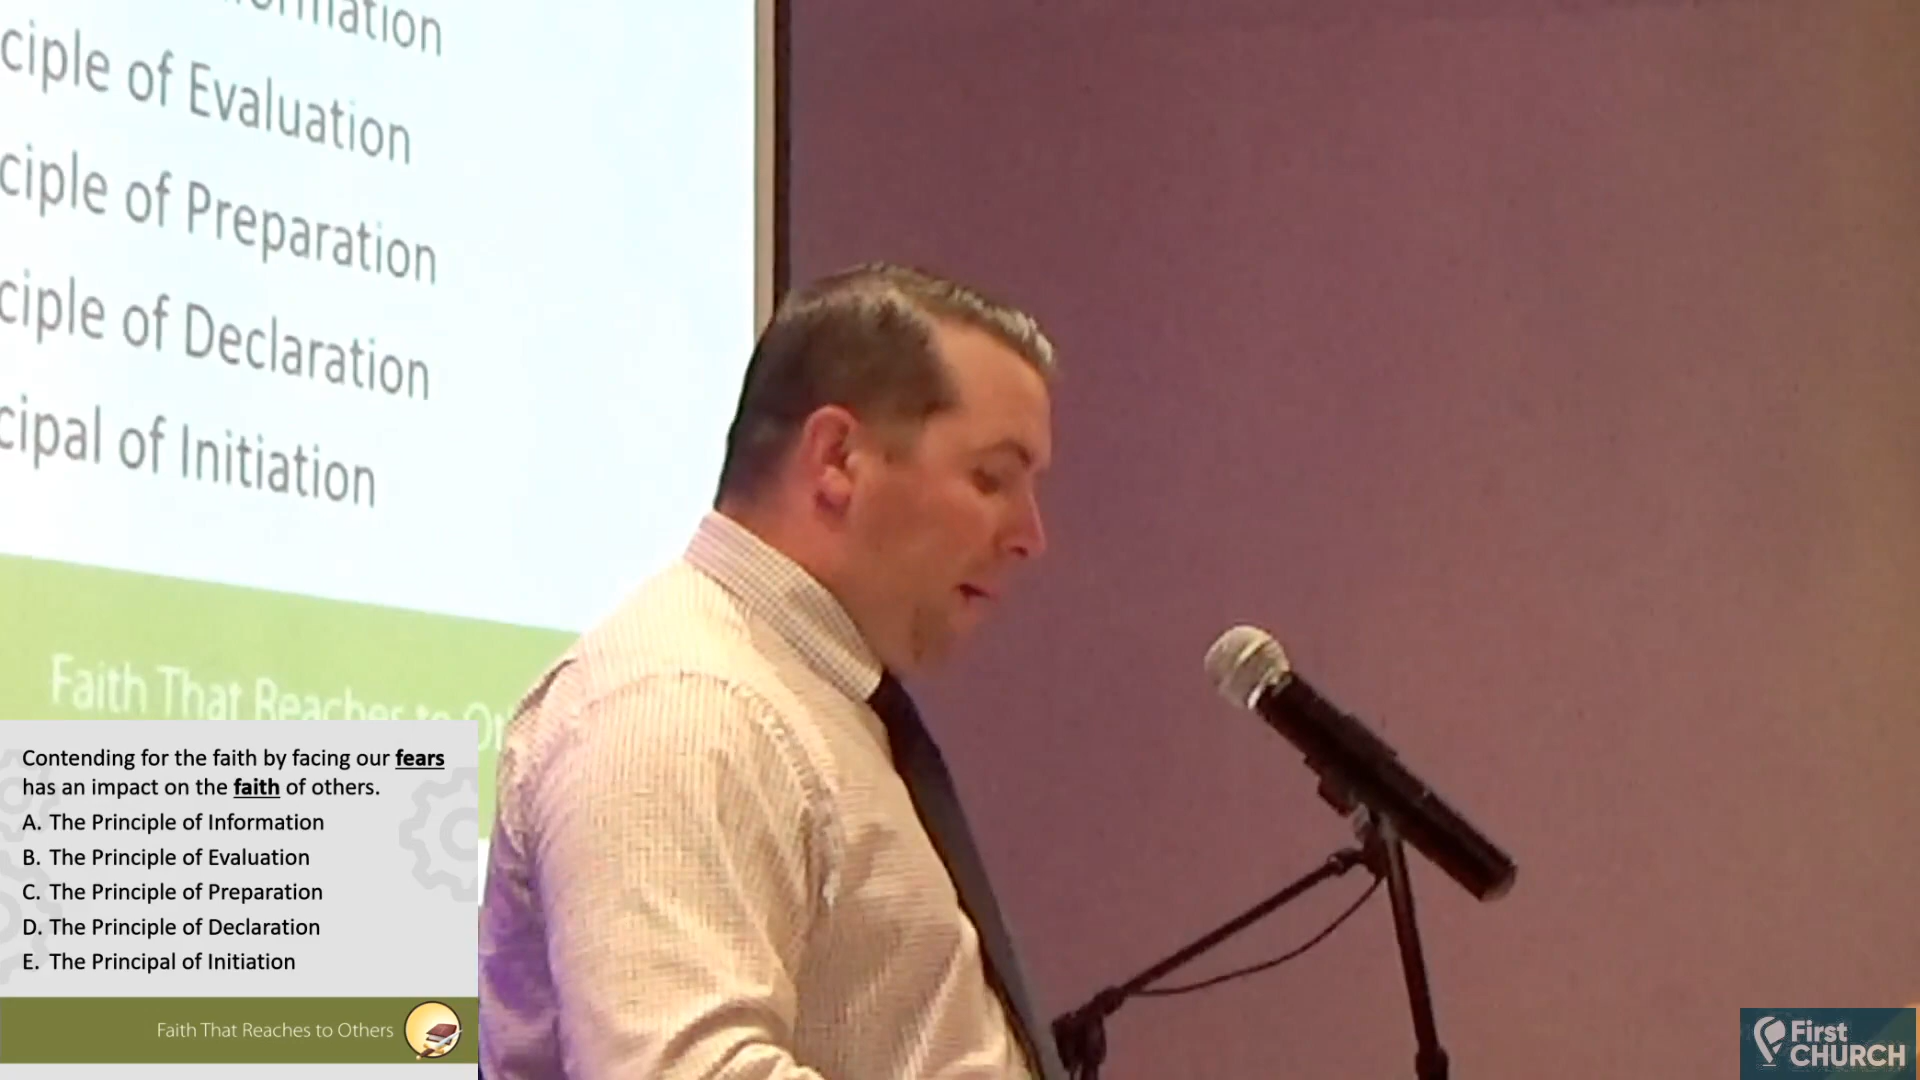 ciple of Evaluation
ciple of Preparation
ciple of Declaration
cipal of Initiation
Faith That Reaches to
Contending for the faith by facing our fears
has an impact on the faith of others.
A. The Principle of Information
B. The Principle of Evaluation
C. The Principle of Preparation
D. The Principle of Declaration
E. The Principal of Initiation
Faith That Reaches to Others
First
CHURCH